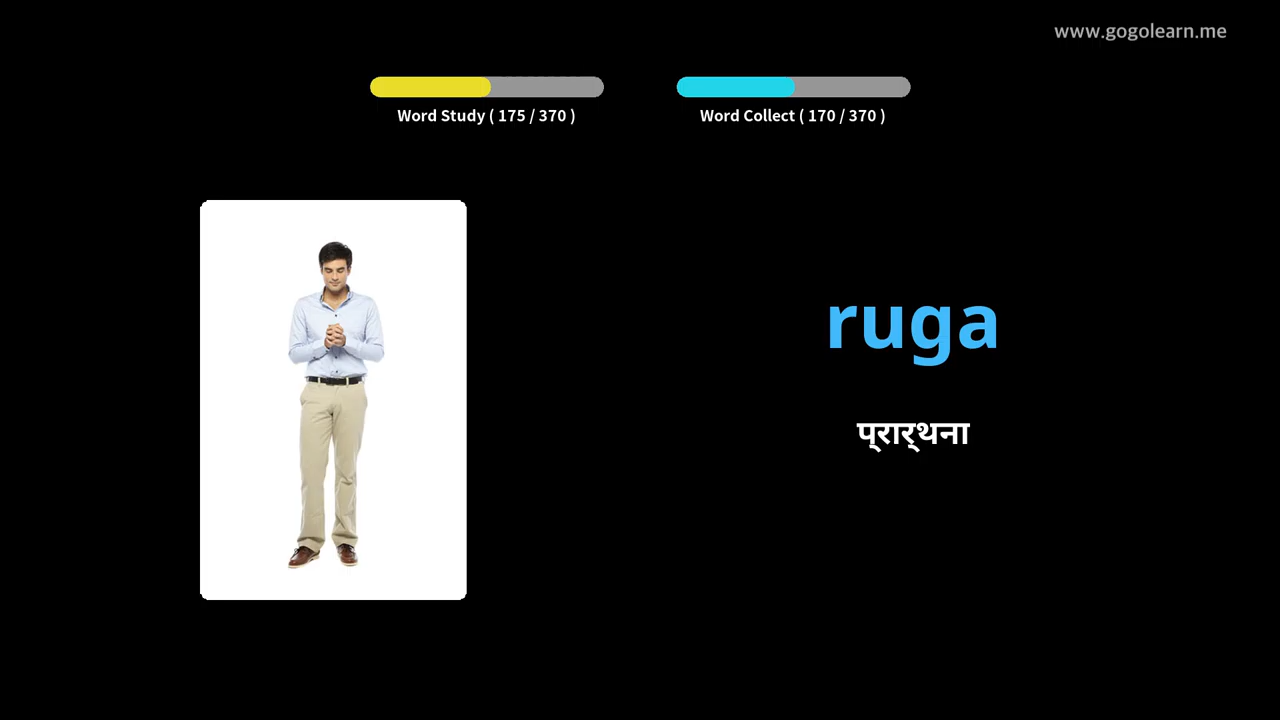 www.gogolearn.me
Word Study ( 175 / 370 )
Word Collect ( 170 / 370 )
ruga
प्रार्थना